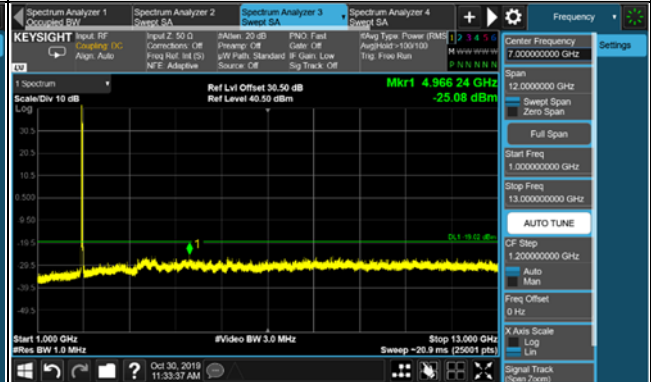 Spectrum Analyzer 1
Occupied BW
Spectrum Analyzer 2
Swept SA
Spectrum Analyzer 3
Swept SA
Spectrum Analyzer 4
Swept SA
Frequency
KEYSIGHT
Input: RF
Coupling: DC
Align: Auto
Input Z: 50 Ω
Corrections: Off
Freq Ref: Int (S)
NFE: Adaptive
#Atten: 20 dB
Preamp: Off
µW Path: Standard
Source: Off
PNO: Fast
Gate: Off
IF Gain: Low
Sig Track: Off
#Avg Type: Power (RMS
Avg|Hold:>100/100
Trig: Free Run
1 2 3 4 5 6
M W W W W W
P N N N N N
LXI
Center Frequency
7.000000000 GHz
Settings
Span
12.0000000 GHz
Swept Span
Zero Span
Full Span
Start Freq
1.000000000 GHz
Stop Freq
13.000000000 GHz
AUTO TUNE
CF Step
1.200000000 GHz
Auto
Man
Freq Offset
0 Hz
X Axis Scale
Log
Lin
Signal Track
(Span Zoom)
1 Spectrum
Scale/Div 10 dB
Log
Ref Lvl Offset 30.50 dB
Ref Level 40.50 dBm
Mkr1 4.966 24 GHz
-25.08 dBm
30.5
20.5
10.5
0.500
-9.50
-19.5
-29.5
-39.5
-49.5
1
DL1 -19.02 dBm
Start 1.000 GHz
#Res BW 1.0 MHz
#Video BW 3.0 MHz
Stop 13.000 GHz
Sweep ~20.9 ms (25001 pts)
?
Oct 30, 2019
11:33:37 AM